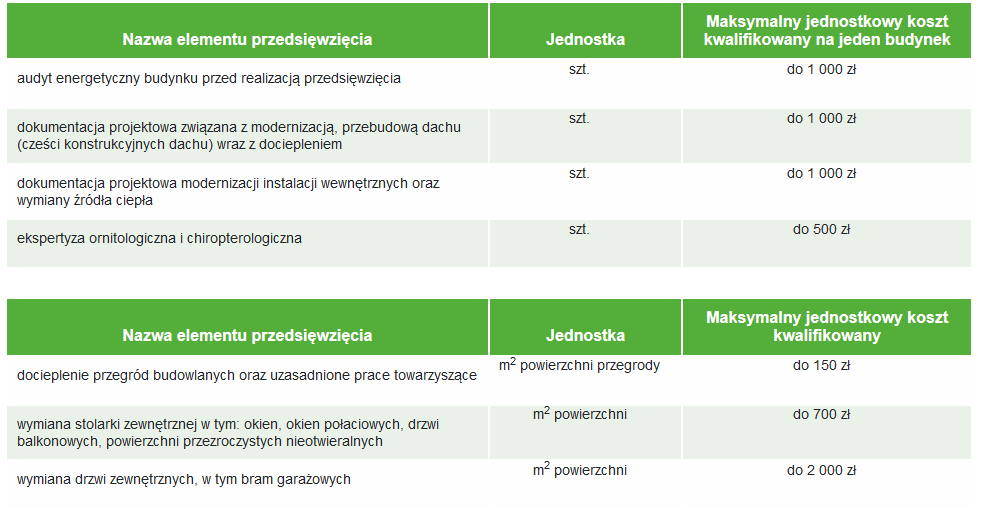 Nazwa elementu przedsięwzięcia
Jednostka
Maksymalny jednostkowy koszt
kwalifikowany na jeden budynek
audyt energetyczny budynku przed realizacją przedsięwzięcia
szt.
do 1 000 zł
dokumentacja projektowa związana z modernizacją, przebudową dachu
(cześci konstrukcyjnych dachu) wraz z dociepleniem
szt.
do 1 000 zł
dokumentacja projektowa modernizacji instalacji wewnętrznych oraz
wymiany źródła ciepła
szt.
do 1 000 zł
ekspertyza ornitologiczna i chiropterologiczna
szt.
do 500 zł
Nazwa elementu przedsięwzięcia
Jednostka
Maksymalny jednostkowy koszt
kwalifikowany
docieplenie przegród budowlanych oraz uzasadnione prace towarzyszące
m² powierzchni przegrody
do 150 zł
wymiana stolarki zewnętrznej w tym: okien, okien połaciowych, drzwi
balkonowych, powierzchni przezroczystych nieotwieralnych
m² powierzchni
do 700 zł
wymiana drzwi zewnętrznych, w tym bram garażowych
m² powierzchni
do 2 000 zł